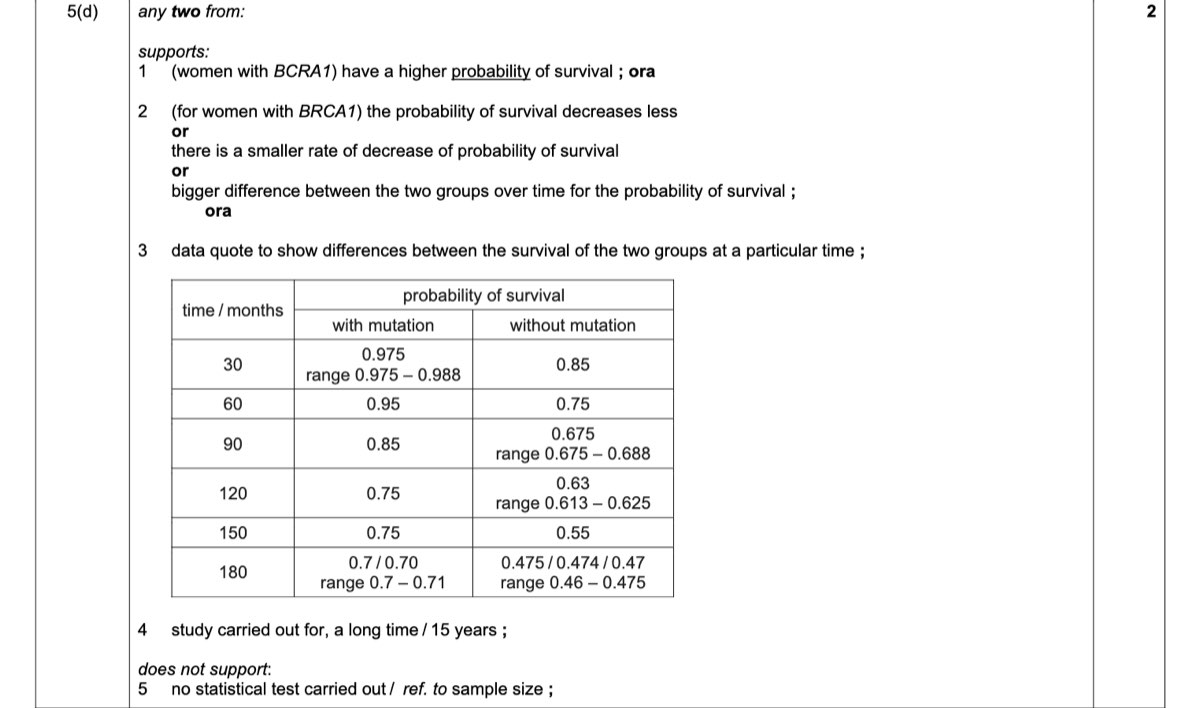 5(d) any two from: 2
supports:
1 (women with BCRA1) have a higher probability of survival ; ora
2 (for women with BRCA1) the probability of survival decreases less
or
there is a smaller rate of decrease of probability of survival
or
bigger difference between the two groups over time for the probability of survival ;
ora
3 data quote to show differences between the survival of the two groups at a particular time ;
time / months probability of survival
with mutation without mutation
30 0.975 0.85
range 0.975 – 0.988
60 0.95 0.75
90 0.85 0.675
range 0.675 – 0.688
120 0.75 0.63
range 0.613 – 0.625
150 0.75 0.55
180 0.7 / 0.70 0.475 / 0.474 / 0.47
range 0.7 – 0.71 range 0.46 – 0.475
4 study carried out for, a long time / 15 years ;
does not support:
5 no statistical test carried out / ref. to sample size ;